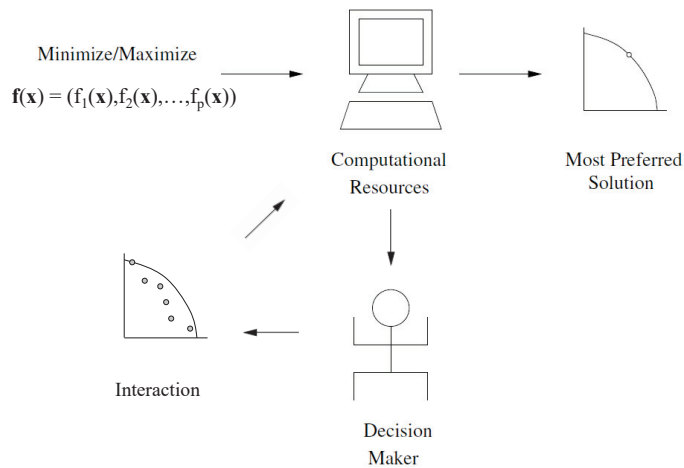 Minimize/Maximize
f(x) = (f₁(x),f₂(x),...,fₚ(x))
Computational
Resources
Most Preferred
Solution
Interaction
Decision
Maker